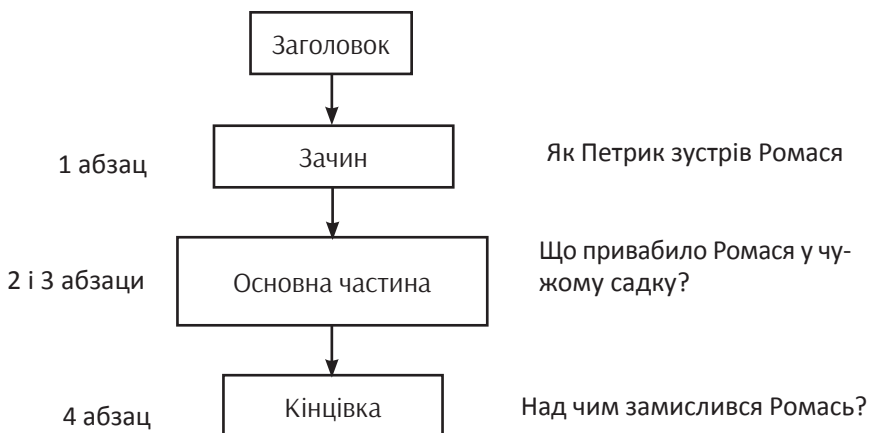 Заголовок
1 абзац
Зачин
Як Петрик зустрів Ромася
2 і 3 абзаци
Основна частина
Що привабило Ромася у чу-
жому садку?
4 абзац
Кінцівка
Над чим замислився Ромась?